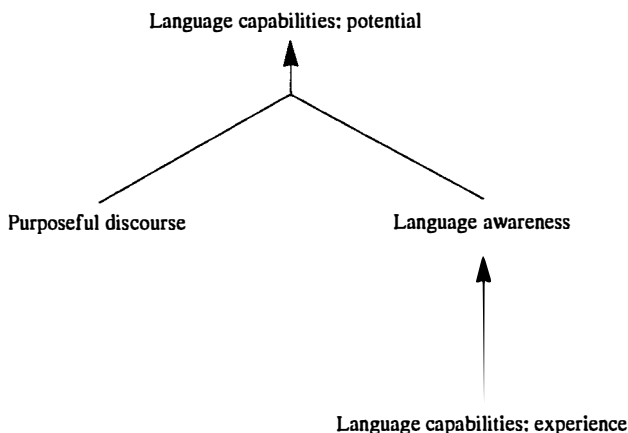 Language capabilities: potential
Purposeful discourse
Language awareness
Language capabilities; experience